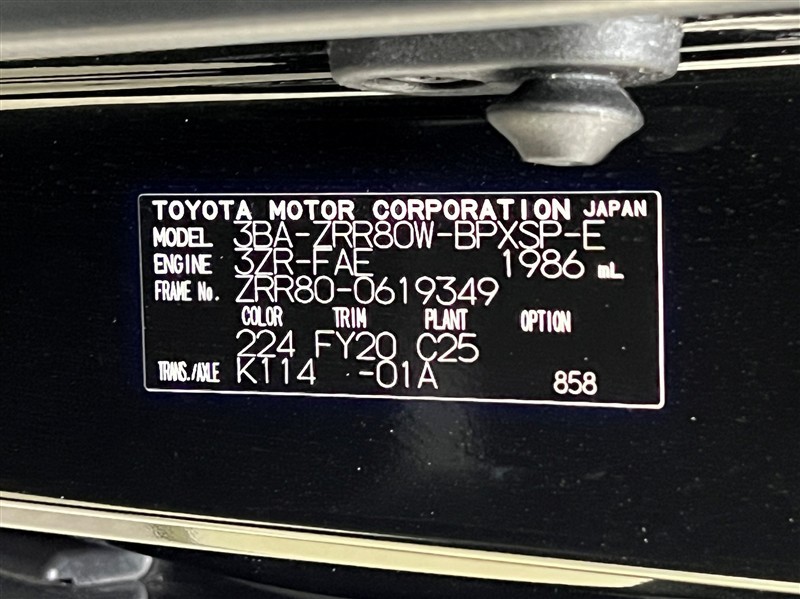 TOYOTA MOTOR CORPORATION JAPAN
MODEL 3BA-ZRR80W-BPXSP-E
ENGINE 3ZR-FAE 1986 mL
FRAME No. ZRR80-0619349
COLOR TRIM PLANT OPTION
224 FY20 C25
TRANS./AXLE K114 -01A 858